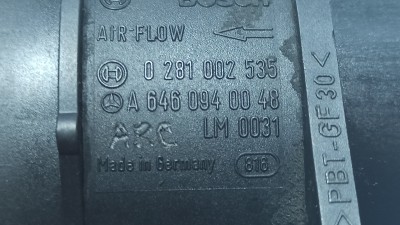 BOSCH
AIR FLOW
0 281 002 535
A 646 094 00 48
ARC LM 0031
Made in Germany 616
>PBT-GF30<